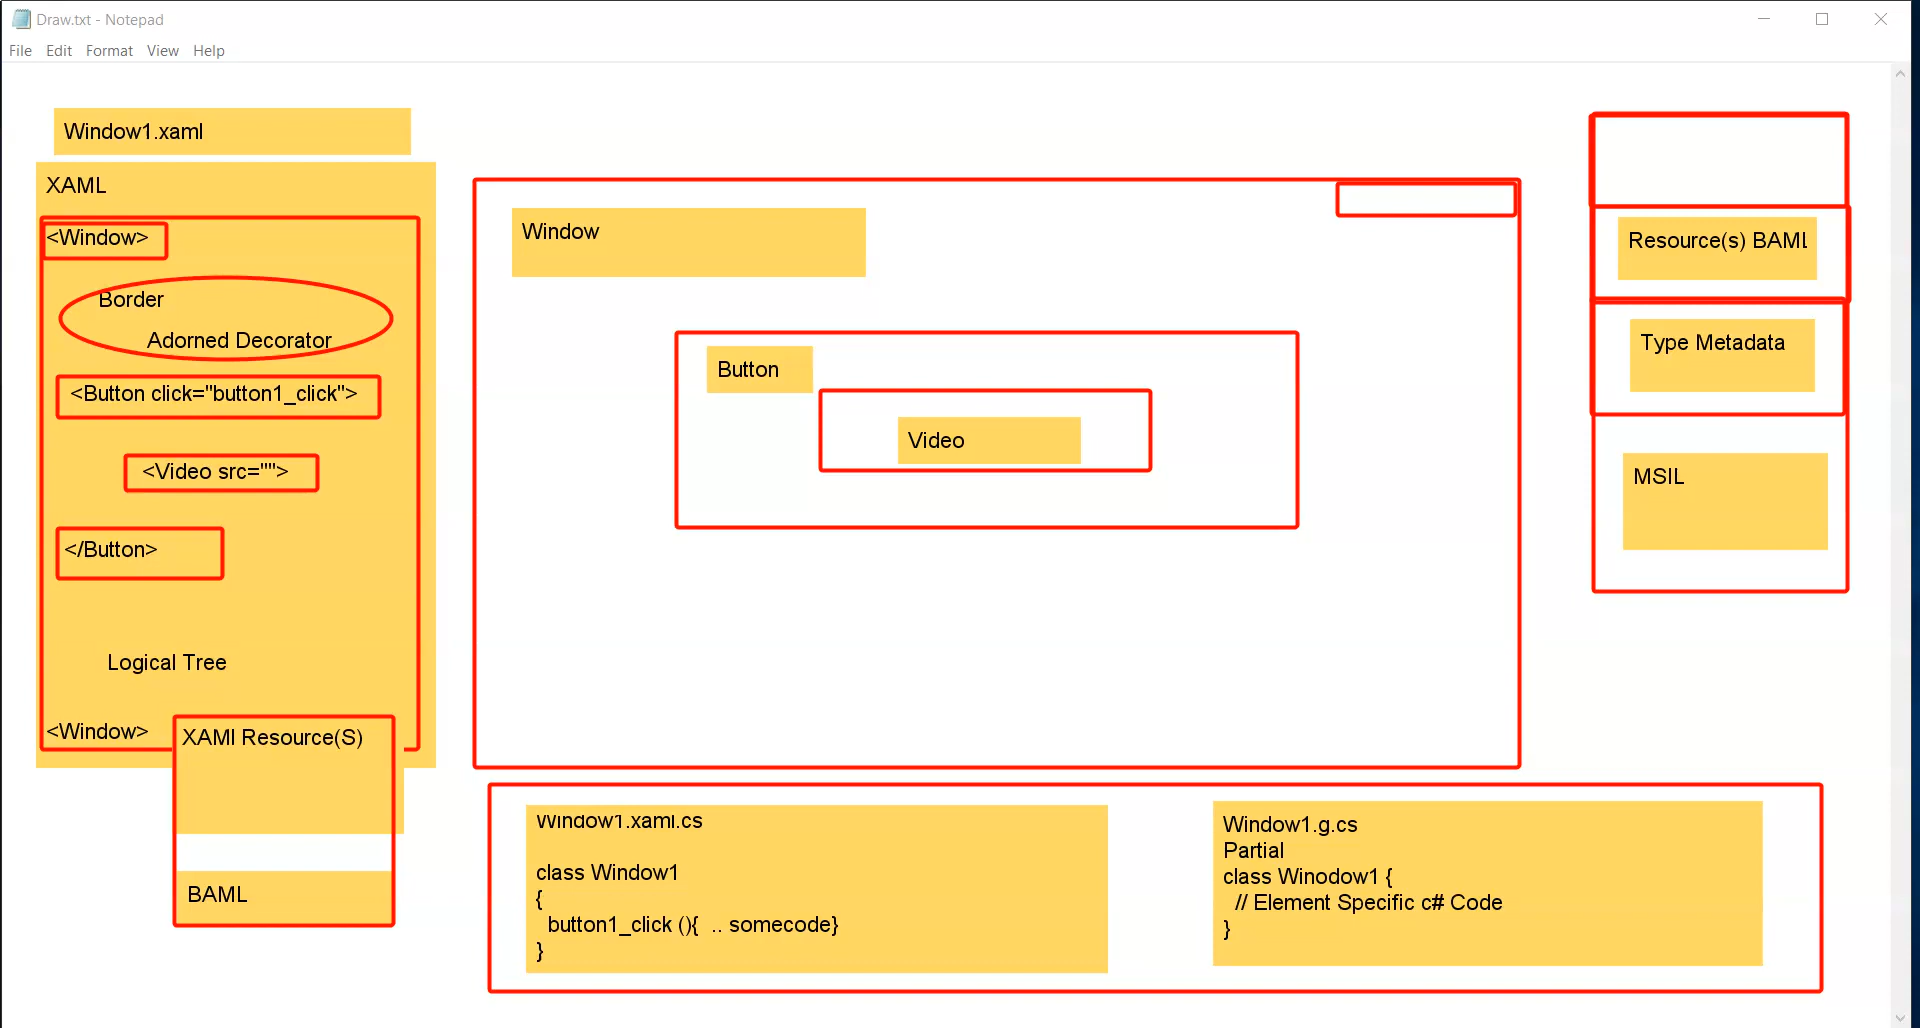 Draw.txt - Notepad
File Edit Format View Help
Window1.xaml
XAML
<Window>
Border
Adorned Decorator
<Button click="button1_click">
<Video src="">
</Button>
Logical Tree
<Window>
XAMl Resource(S)
BAML
Window
Button
Video
Resource(s) BAML
Type Metadata
MSIL
Window1.xaml.cs
class Window1
{
button1_click (){ .. somecode}
}
Window1.g.cs
Partial
class Winodow1 {
// Element Specific c# Code
}